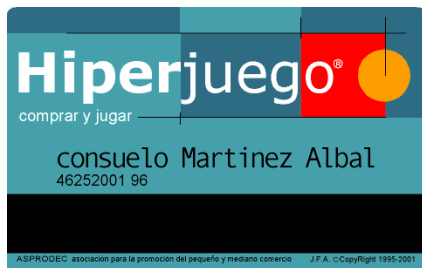 Hiperjuego®
comprar y jugar
consuelo Martinez Albal
46252001 96
ASPRODEC asociación para la promoción del pequeño y mediano comercio J.F.A. ©CopyRight 1995-2001